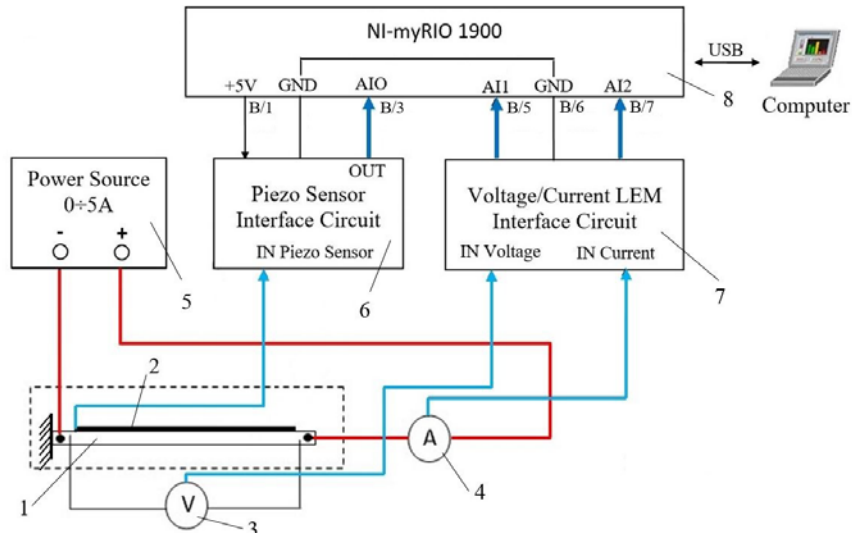 NI-myRIO 1900
USB
+5V GND AIO AI1 GND AI2
B/1 B/3 B/5 B/6 B/7
8
Computer
OUT
Power Source
0÷5A
- +
5
Piezo Sensor
Interface Circuit
IN Piezo Sensor
6
Voltage/Current LEM
Interface Circuit
IN Voltage IN Current
7
2
A
4
1
V
3